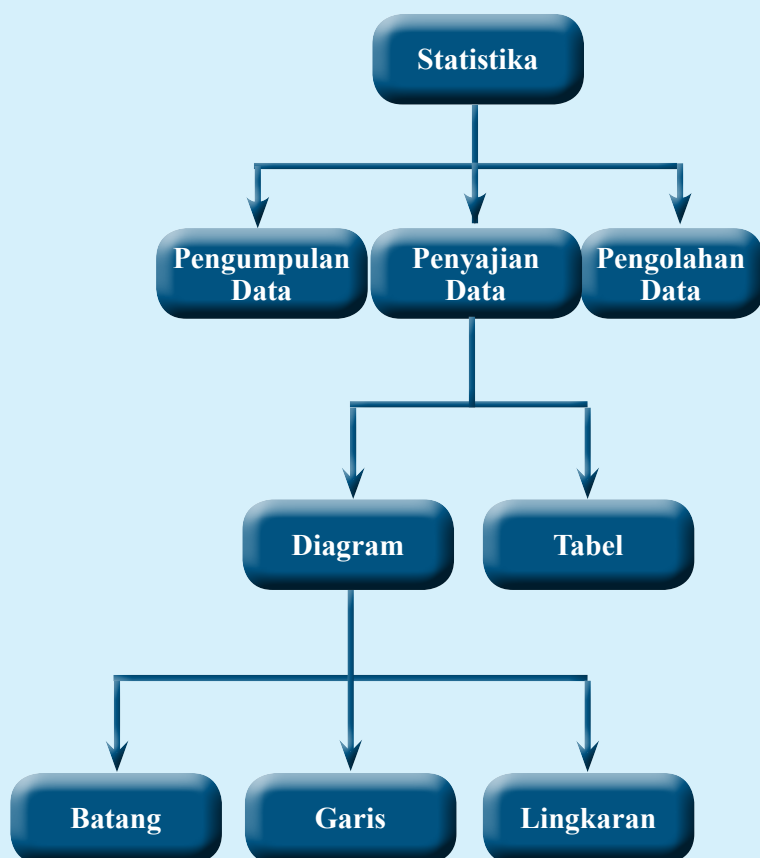 Statistika
Pengumpulan
Data
Penyajian
Data
Pengolahan
Data
Diagram
Tabel
Batang
Garis
Lingkaran